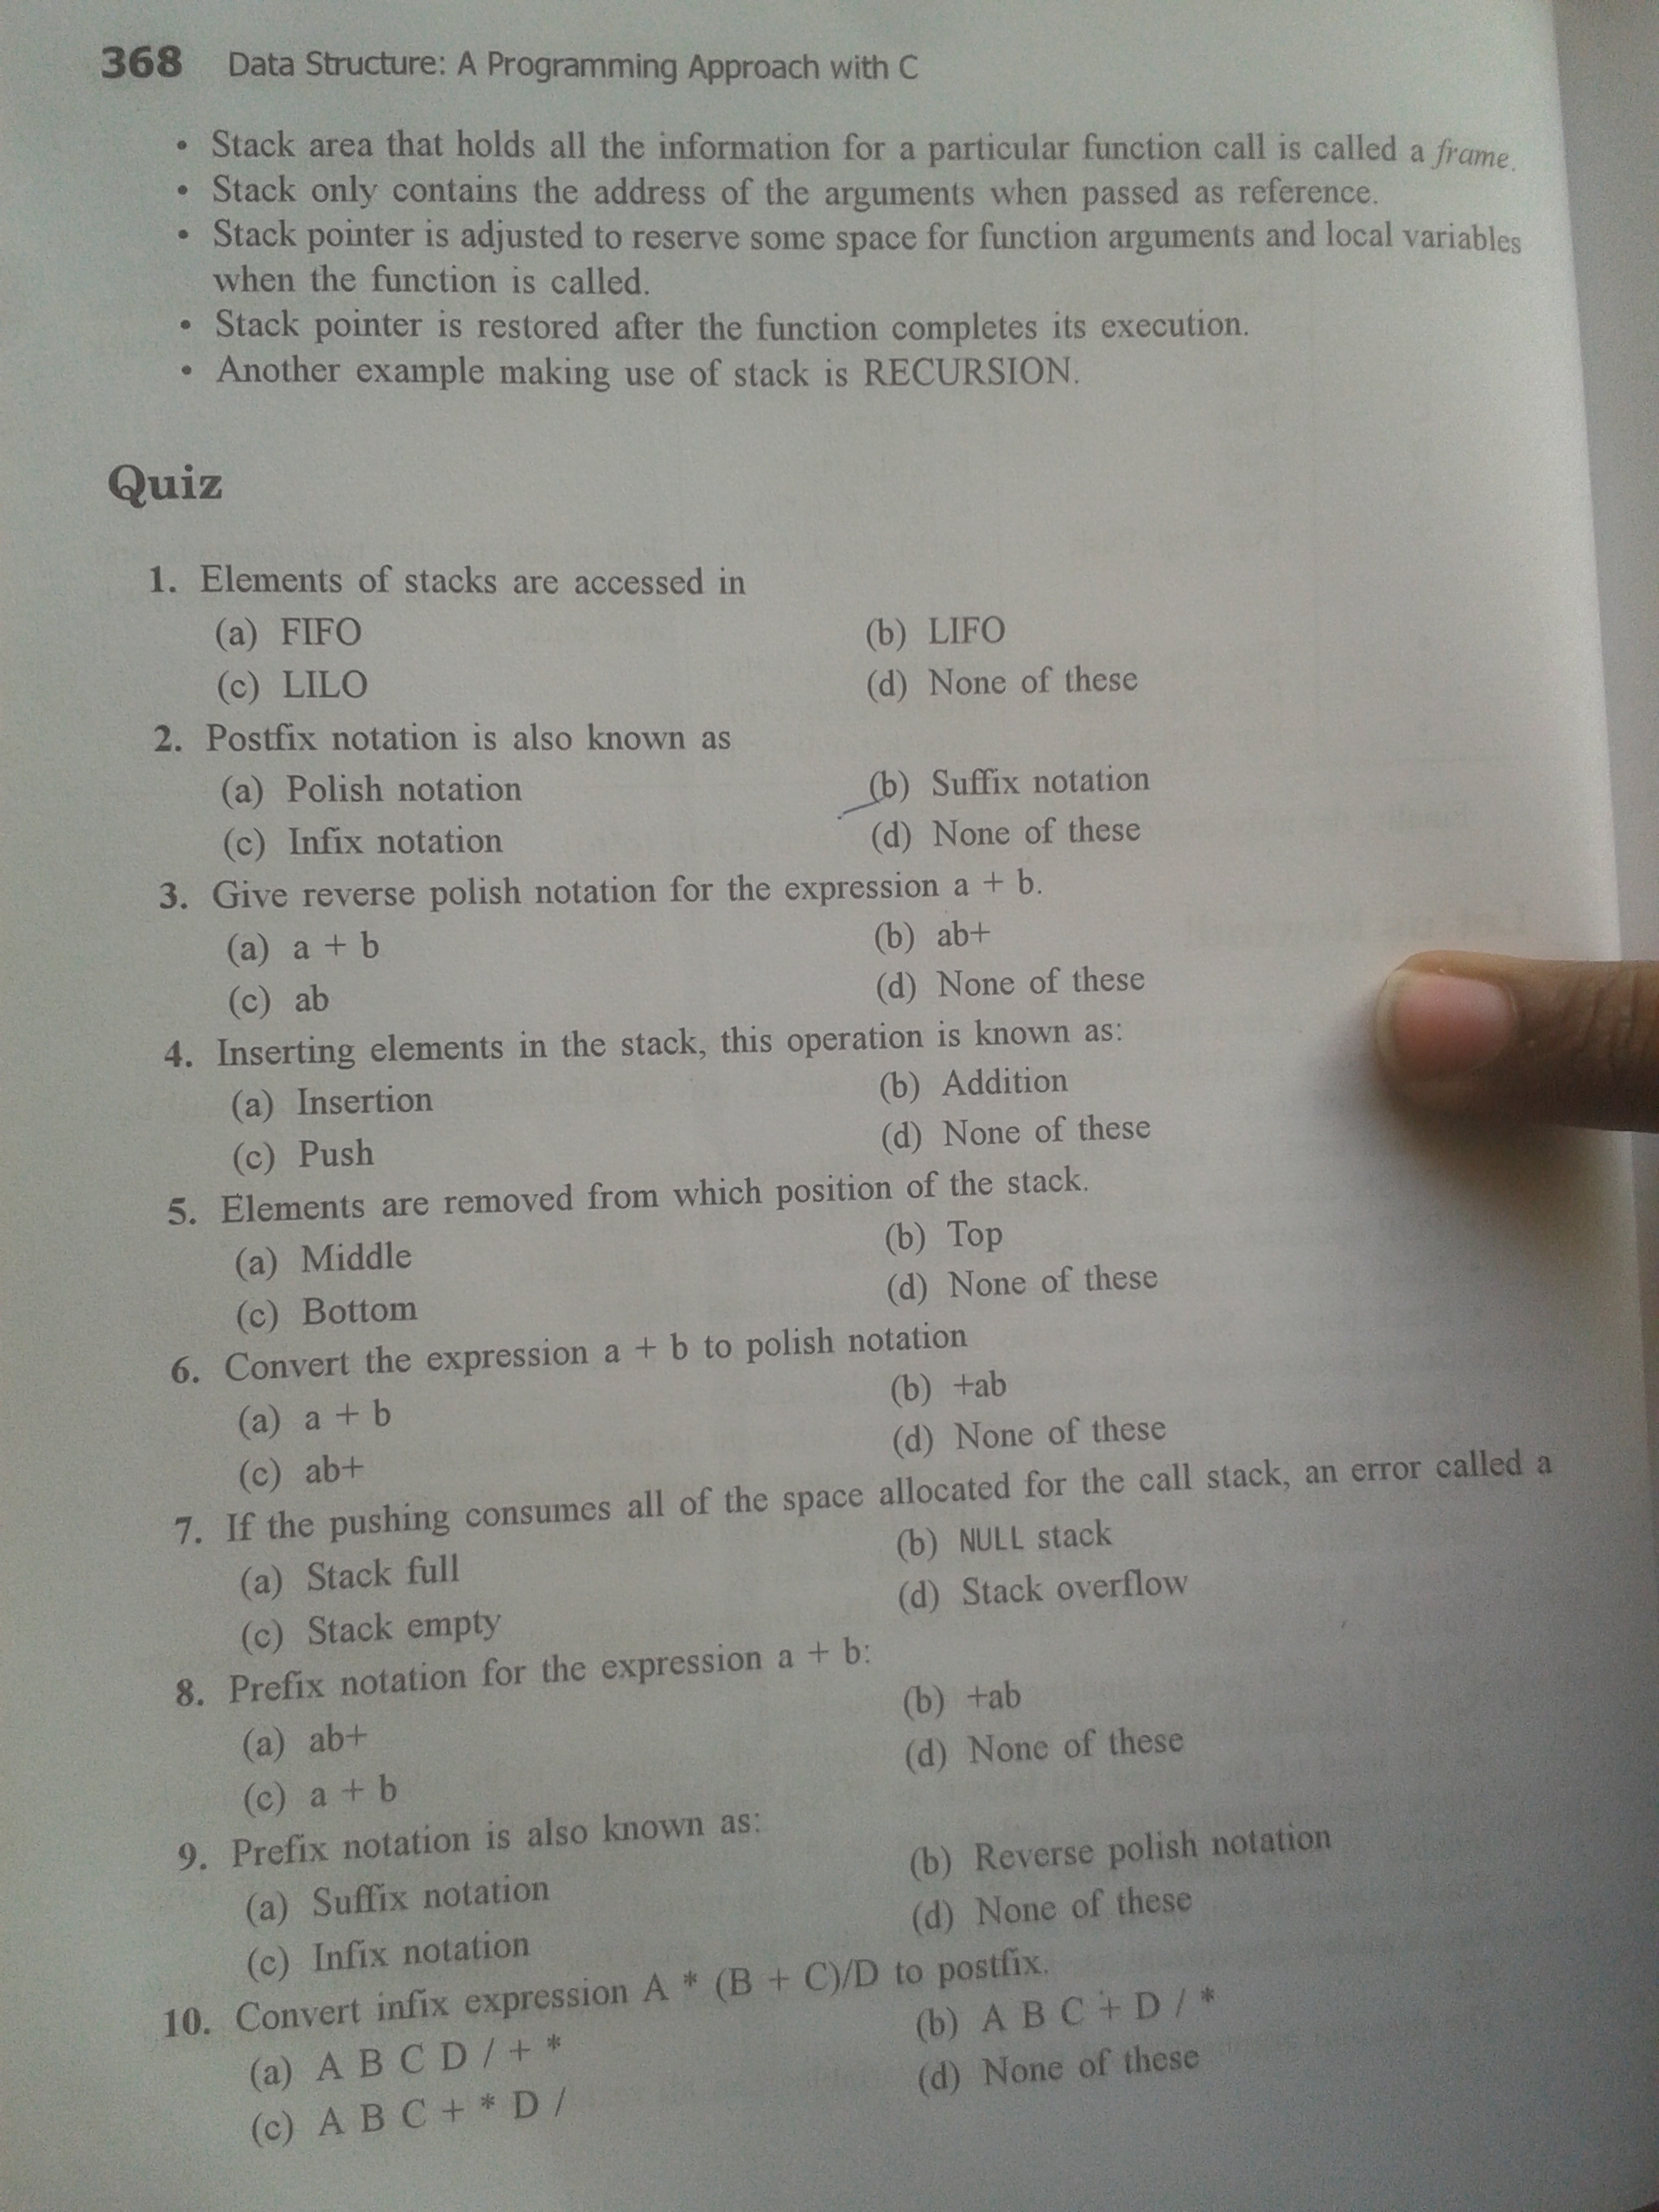 368 Data Structure: A Programming Approach with C
• Stack area that holds all the information for a particular function call is called a frame.
• Stack only contains the address of the arguments when passed as reference.
• Stack pointer is adjusted to reserve some space for function arguments and local variables
when the function is called.
• Stack pointer is restored after the function completes its execution.
• Another example making use of stack is RECURSION.
Quiz
1. Elements of stacks are accessed in
(a) FIFO (b) LIFO
(c) LILO (d) None of these
2. Postfix notation is also known as
(a) Polish notation (b) Suffix notation
(c) Infix notation (d) None of these
3. Give reverse polish notation for the expression a + b.
(a) a + b (b) ab+
(c) ab (d) None of these
4. Inserting elements in the stack, this operation is known as:
(a) Insertion (b) Addition
(c) Push (d) None of these
5. Elements are removed from which position of the stack.
(a) Middle (b) Top
(c) Bottom (d) None of these
6. Convert the expression a + b to polish notation
(a) a + b (b) +ab
(c) ab+ (d) None of these
7. If the pushing consumes all of the space allocated for the call stack, an error called a
(a) Stack full (b) NULL stack
(c) Stack empty (d) Stack overflow
8. Prefix notation for the expression a + b:
(a) ab+ (b) +ab
(c) a + b (d) None of these
9. Prefix notation is also known as:
(a) Suffix notation (b) Reverse polish notation
(c) Infix notation (d) None of these
10. Convert infix expression A * (B + C)/D to postfix.
(a) A B C D / + * (b) A B C + D / *
(c) A B C + * D / (d) None of these